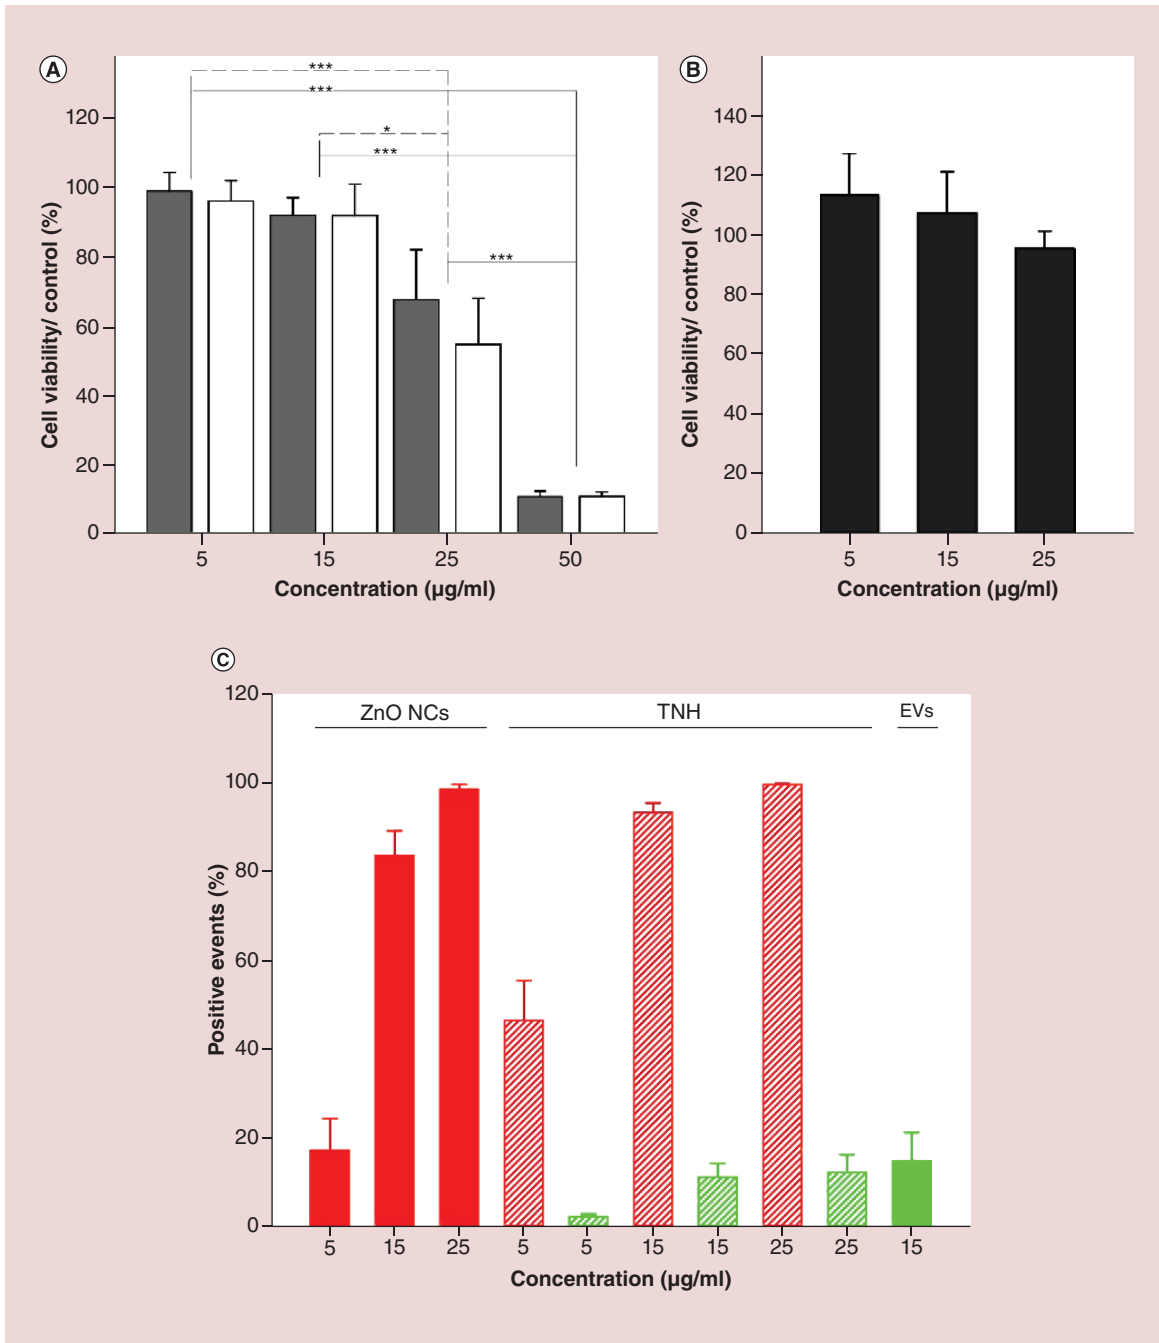 A
***
***
*
***
***
120
100
80
60
40
20
0
Cell viability/ control (%)
5 15 25 50
Concentration (µg/ml)
B
140
120
100
80
60
40
20
0
Cell viability/ control (%)
5 15 25
Concentration (µg/ml)
C
ZnO NCs TNH EVs
120
100
80
60
40
20
0
Positive events (%)
5 15 25 5 5 15 15 25 25 15
Concentration (µg/ml)